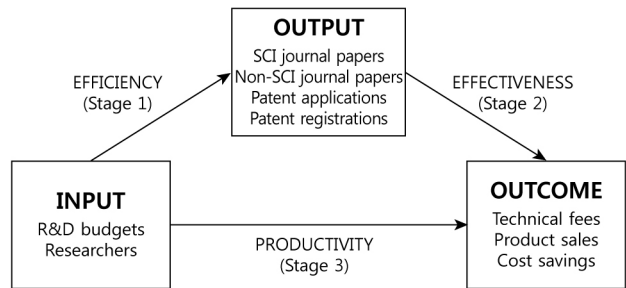 OUTPUT
SCI journal papers
Non-SCI journal papers
Patent applications
Patent registrations
EFFICIENCY
(Stage 1)
EFFECTIVENESS
(Stage 2)
INPUT
R&D budgets
Researchers
PRODUCTIVITY
(Stage 3)
OUTCOME
Technical fees
Product sales
Cost savings